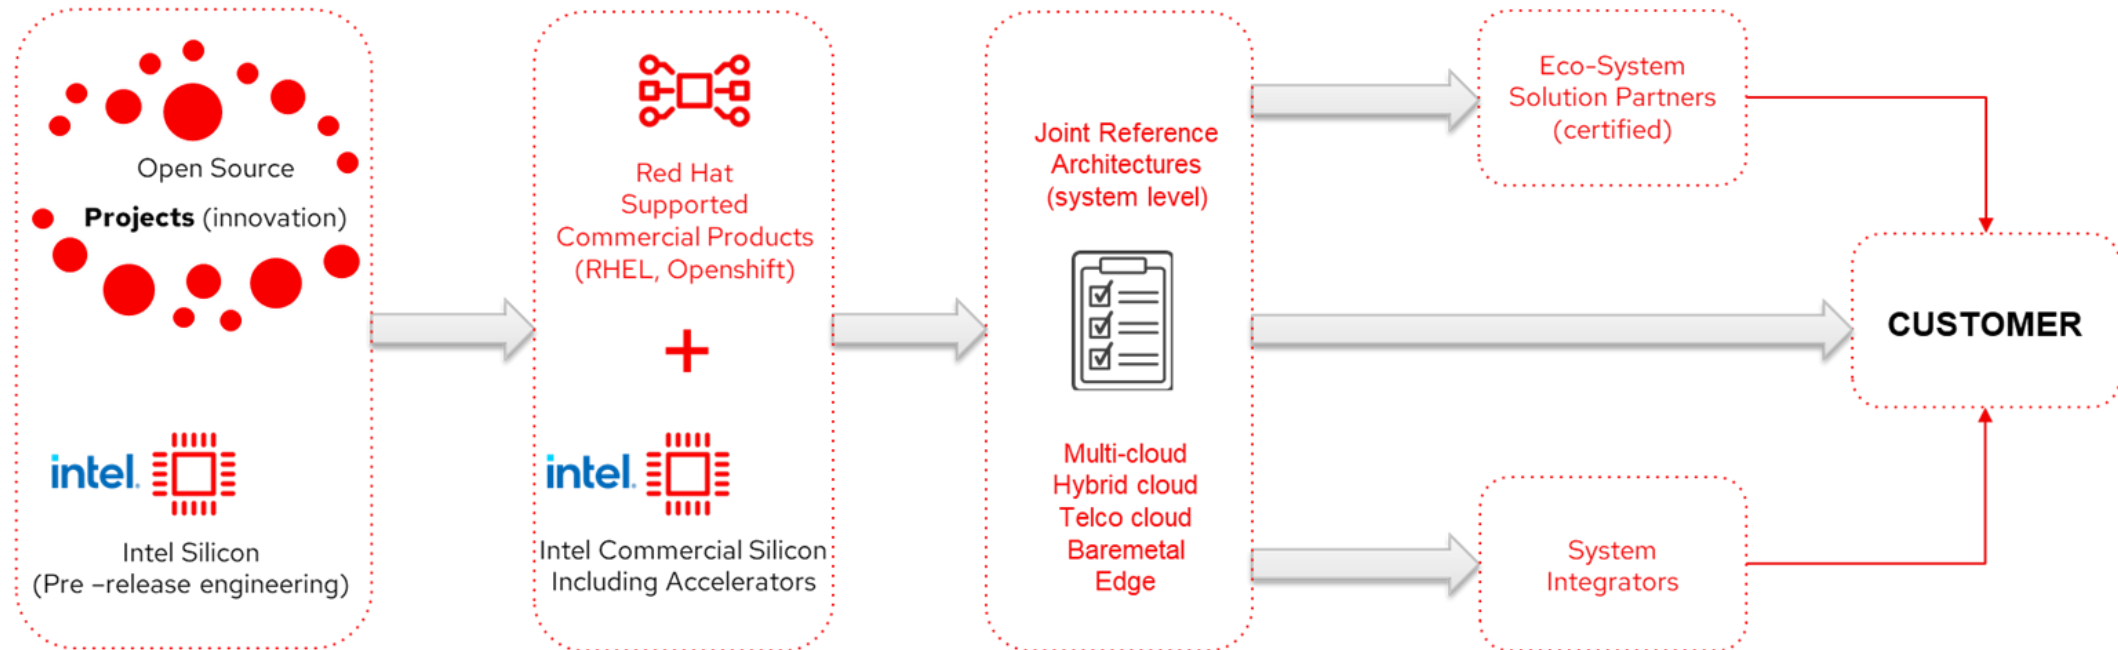 Open Source
Projects (innovation)
intel.
Intel Silicon
(Pre –release engineering)
Red Hat
Supported
Commercial Products
(RHEL, Openshift)
+
intel.
Intel Commercial Silicon
Including Accelerators
Joint Reference
Architectures
(system level)
Multi-cloud
Hybrid cloud
Telco cloud
Baremetal
Edge
Eco-System
Solution Partners
(certified)
System
Integrators
CUSTOMER